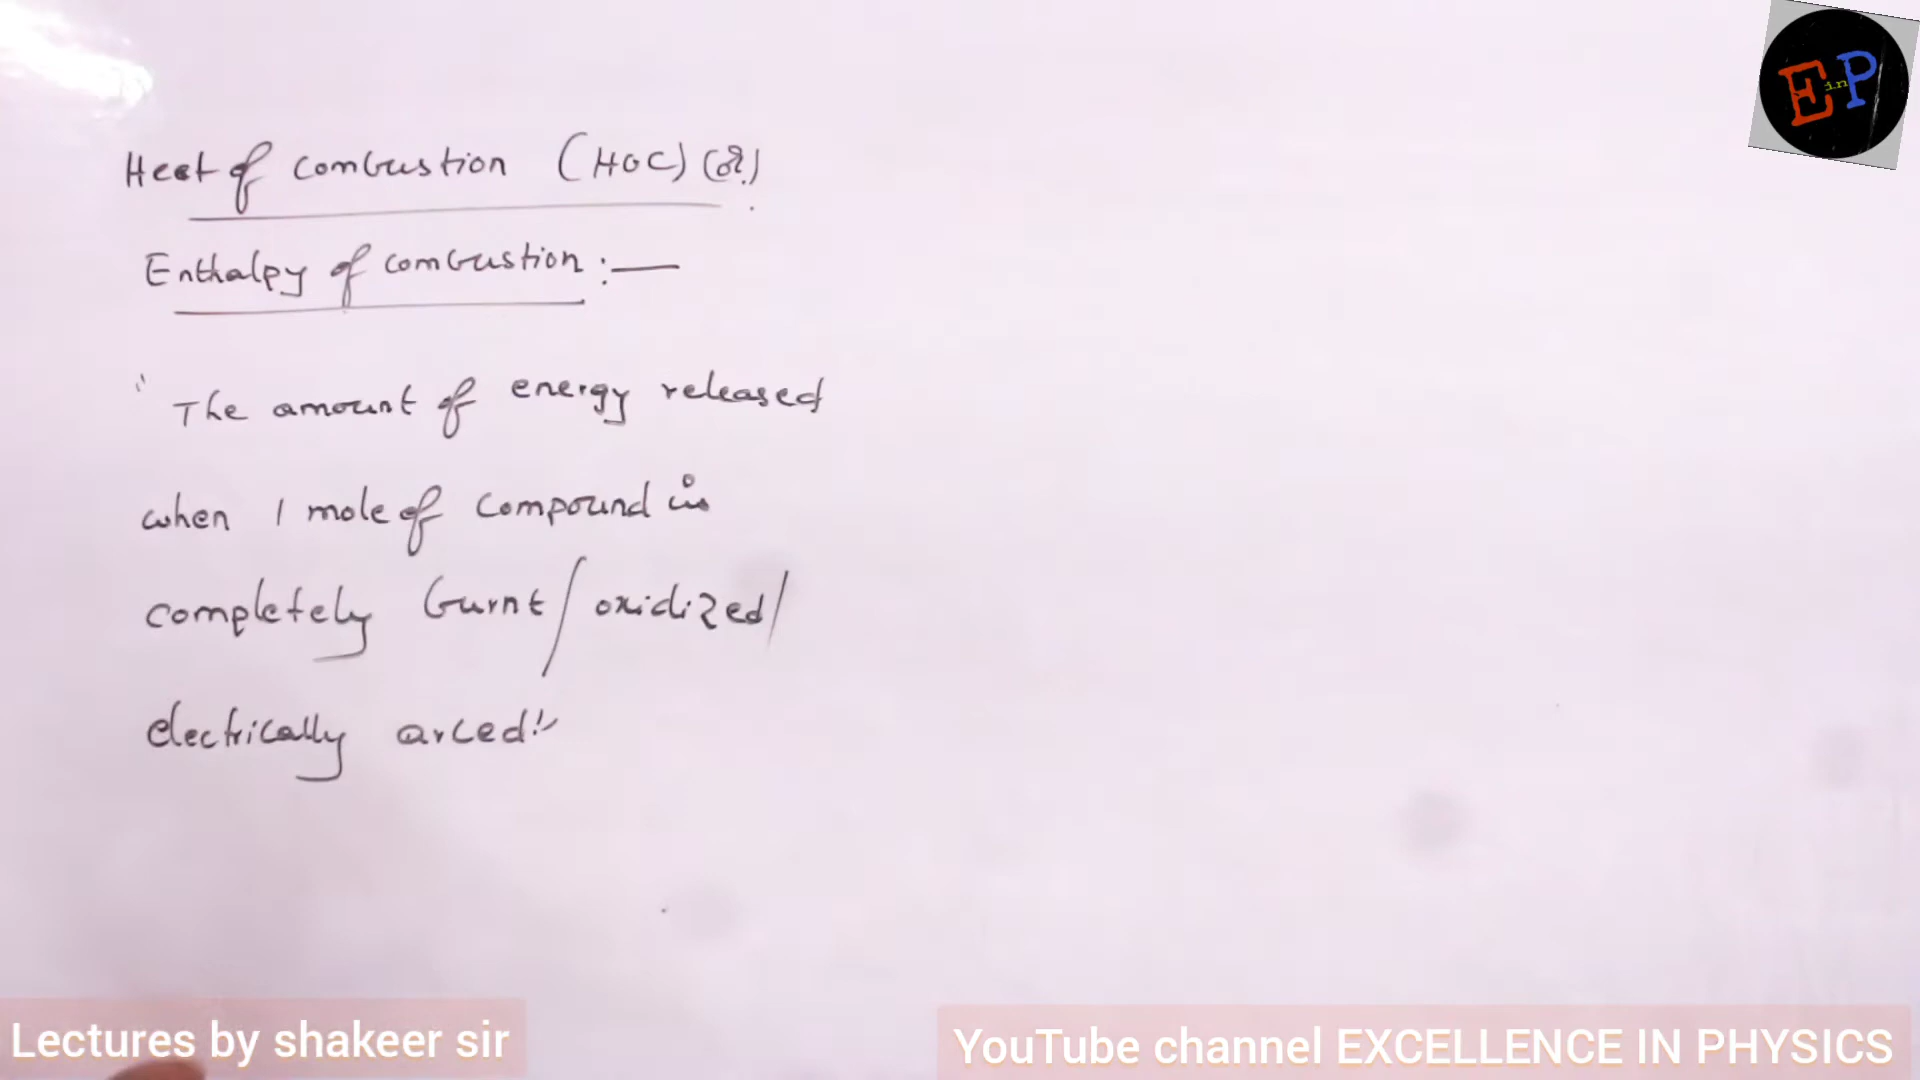 Heat of combustion (HOC) (or)
Enthalpy of combustion :—
" The amount of energy released
when 1 mole of compound is
completely burnt/oxidized/
electrically arced"
E in P
Lectures by shakeer sir
YouTube channel EXCELLENCE IN PHYSICS